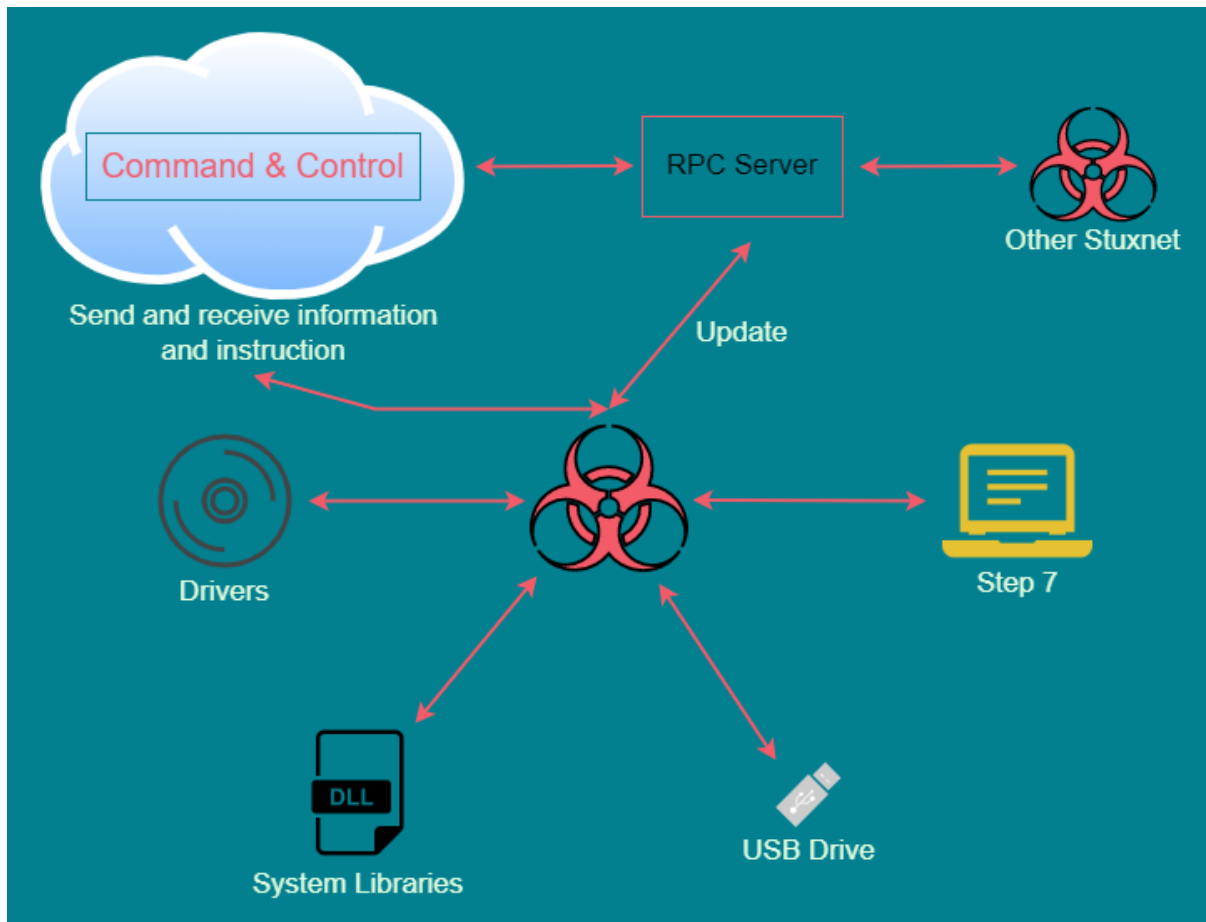 Command & Control
RPC Server
Other Stuxnet
Send and receive information
and instruction
Update
Drivers
Step 7
DLL
System Libraries
USB Drive